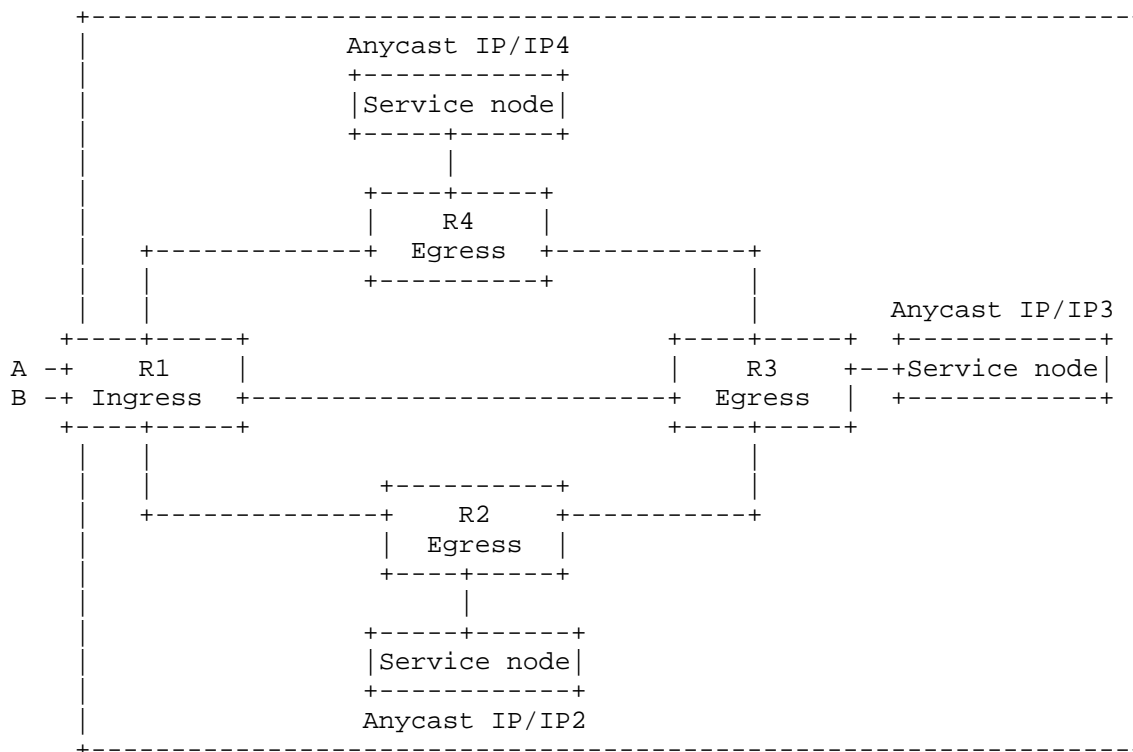 Anycast IP/IP4
Service node
R4
Egress
Anycast IP/IP3
A R1 R3 Service node
B Ingress Egress
R2
Egress
Service node
Anycast IP/IP2